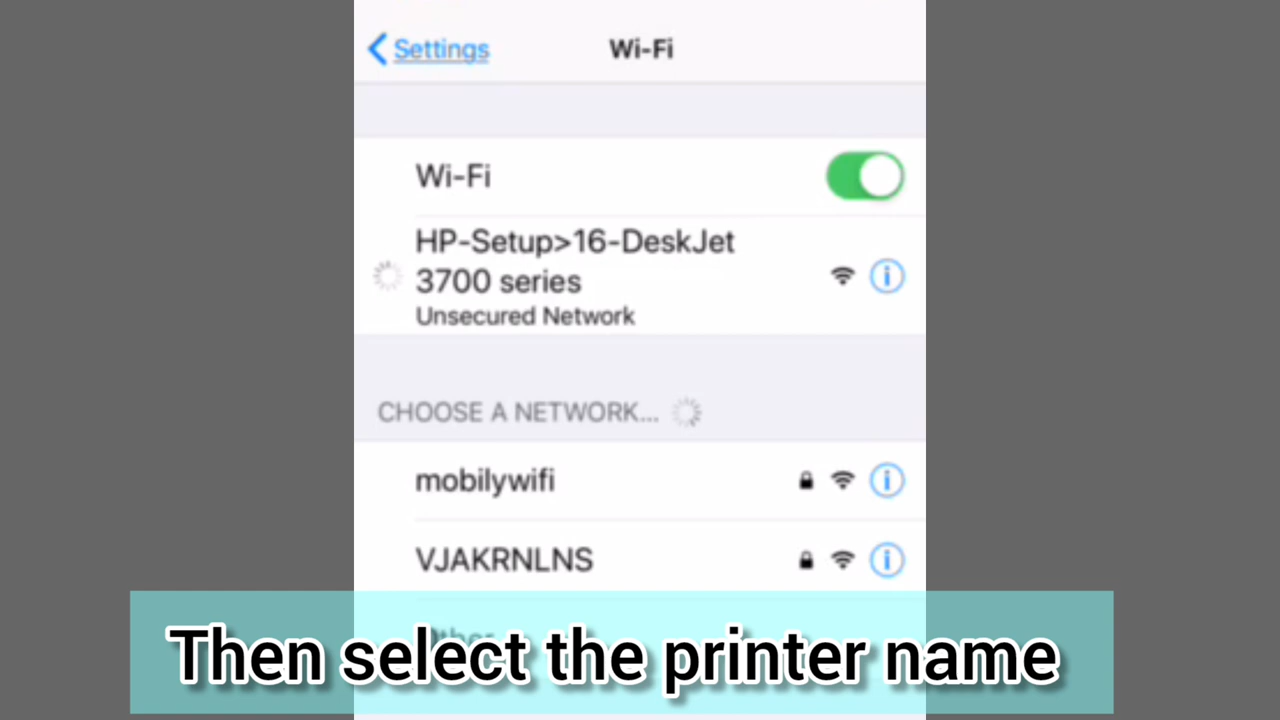 Settings
Wi-Fi
Wi-Fi
HP-Setup>16-DeskJet
3700 series
Unsecured Network
CHOOSE A NETWORK...
mobilywifi
VJAKRNLNS
Other...
Then select the printer name